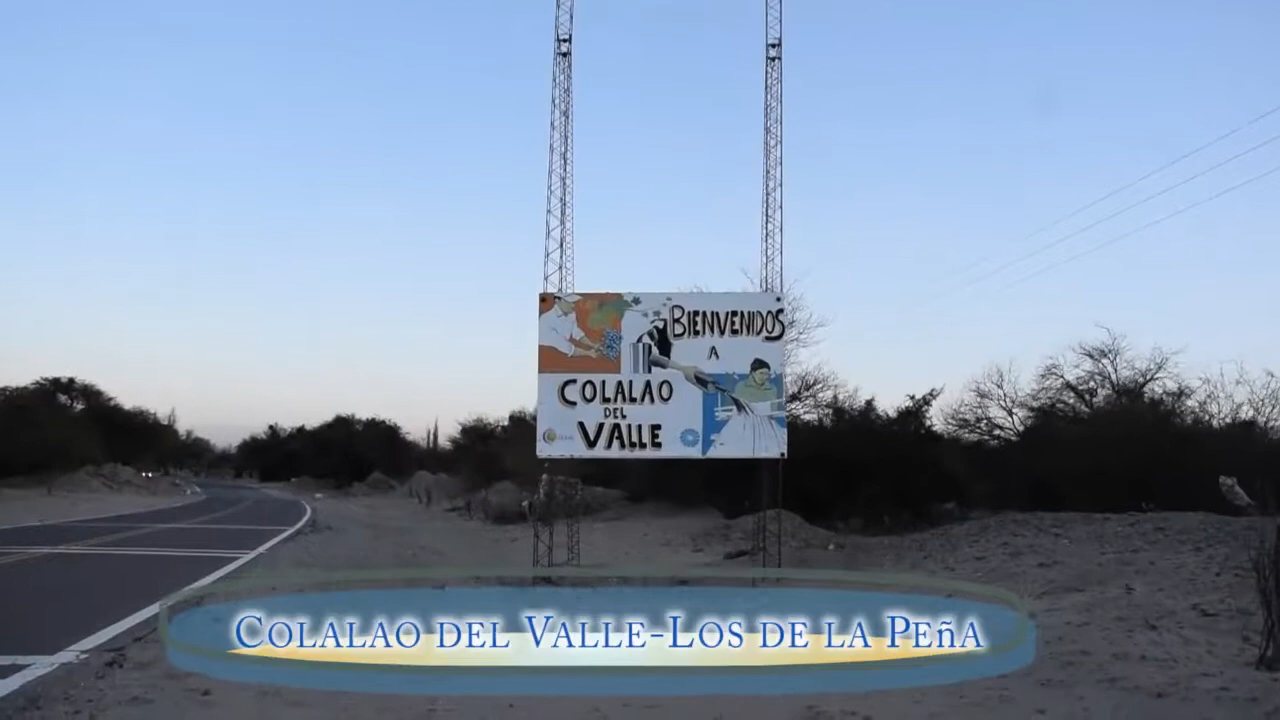 BIENVENIDOS
A
COLALAO
DEL
VALLE
COLALAO DEL VALLE-LOS DE LA PEñA